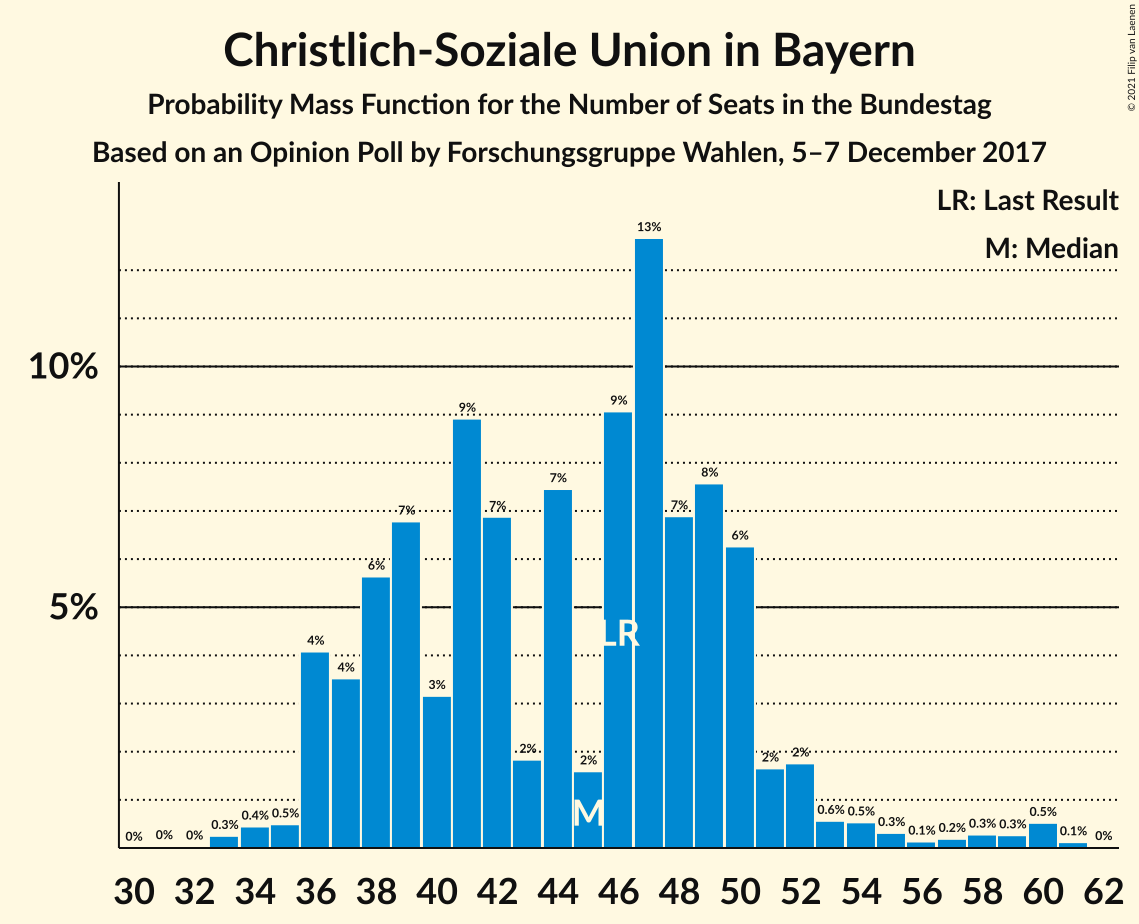 Christlich-Soziale Union in Bayern
Probability Mass Function for the Number of Seats in the Bundestag
Based on an Opinion Poll by Forschungsgruppe Wahlen, 5–7 December 2017
© 2021 Filip van Laenen
LR: Last Result
M: Median
10%
5%
0% 0% 0% 0.3% 0.4% 0.5% 4% 4% 6% 7% 3% 9% 7% 2% 7% 2% 9% 13% 7% 8% 6% 2% 2% 0.6% 0.5% 0.3% 0.1% 0.2% 0.3% 0.3% 0.5% 0.1% 0%
LR
M
30 32 34 36 38 40 42 44 46 48 50 52 54 56 58 60 62